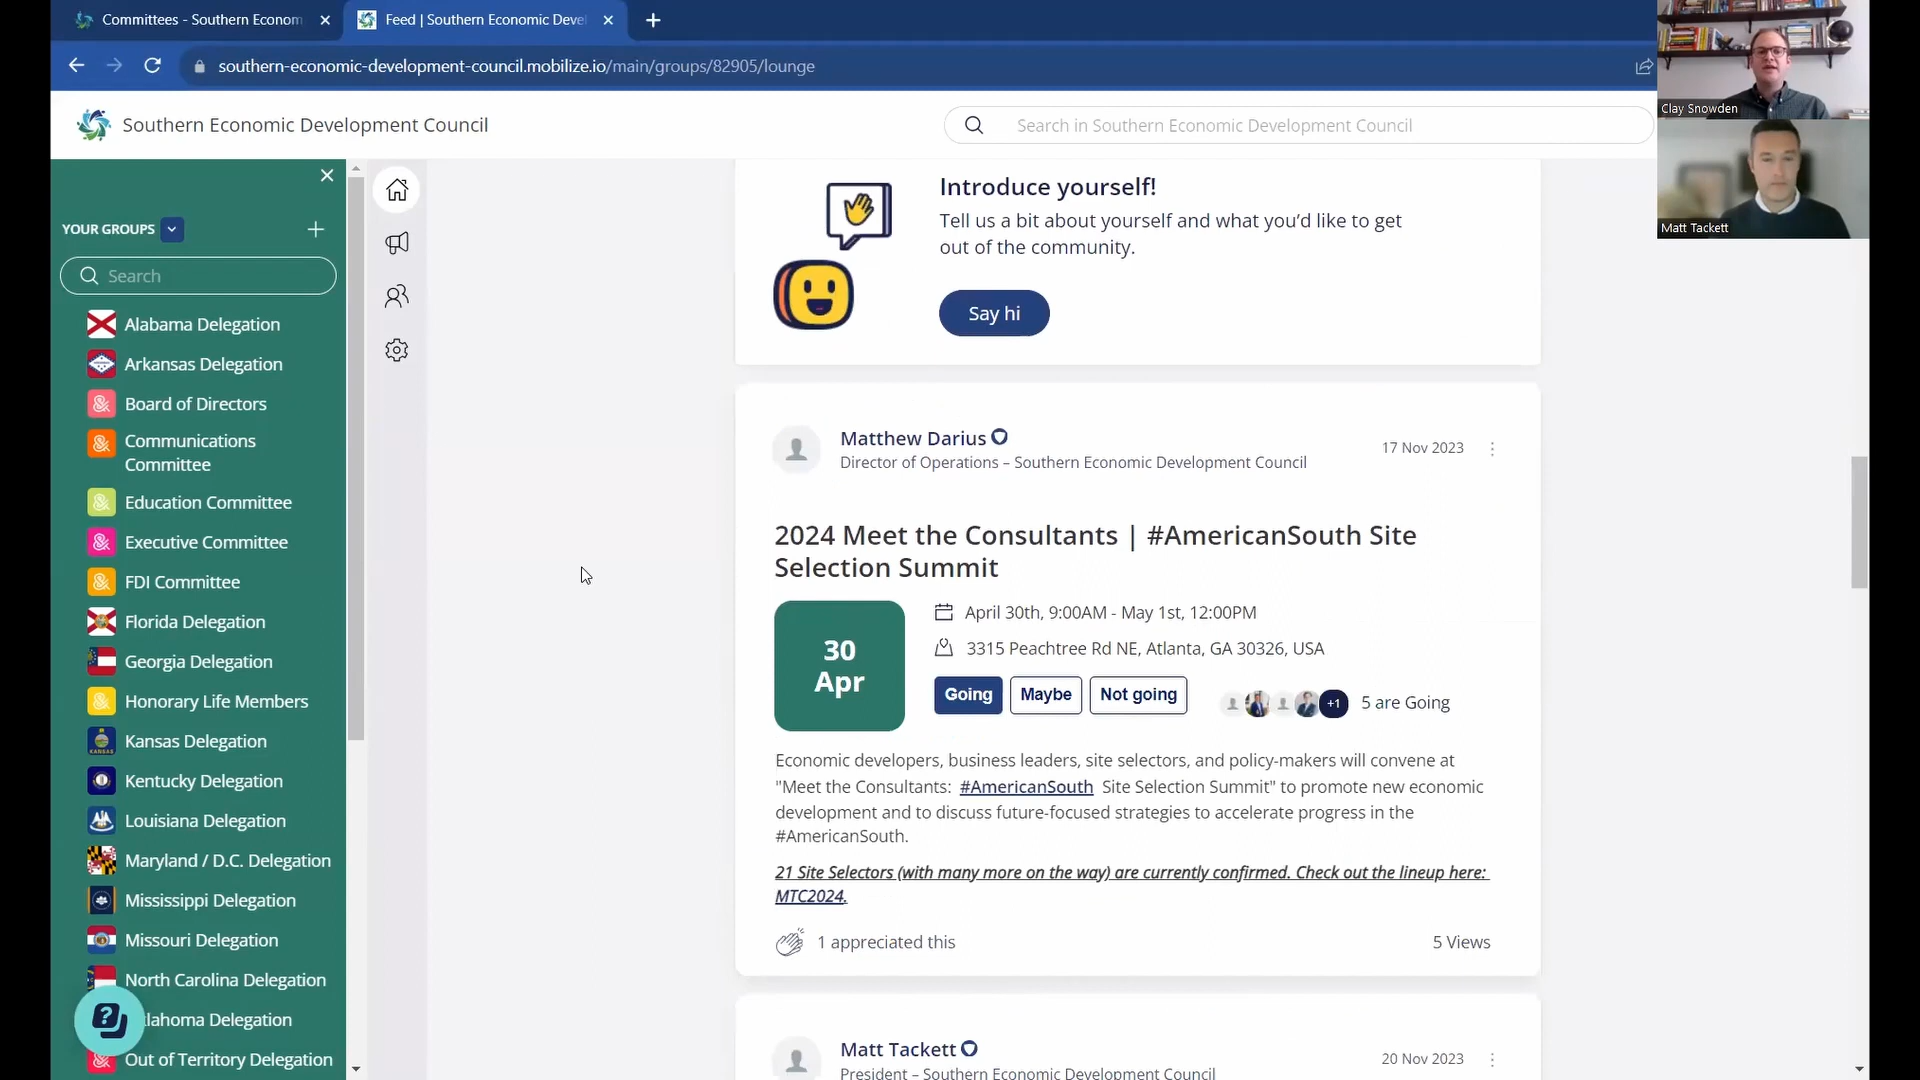 Committees - Southern Econom
Feed | Southern Economic Deve
southern-economic-development-council.mobilize.io/main/groups/82905/lounge
Clay Snowden
Matt Tackett
Southern Economic Development Council
Search in Southern Economic Development Council
YOUR GROUPS
Search
Alabama Delegation
Arkansas Delegation
Board of Directors
Communications
Committee
Education Committee
Executive Committee
FDI Committee
Florida Delegation
Georgia Delegation
Honorary Life Members
Kansas Delegation
Kentucky Delegation
Louisiana Delegation
Maryland / D.C. Delegation
Mississippi Delegation
Missouri Delegation
North Carolina Delegation
klahoma Delegation
Out of Territory Delegation
Introduce yourself!
Tell us a bit about yourself and what you'd like to get
out of the community.
Say hi
Matthew Darius
17 Nov 2023
Director of Operations – Southern Economic Development Council
2024 Meet the Consultants | #AmericanSouth Site
Selection Summit
30
Apr
April 30th, 9:00AM - May 1st, 12:00PM
3315 Peachtree Rd NE, Atlanta, GA 30326, USA
Going Maybe Not going +1 5 are Going
Economic developers, business leaders, site selectors, and policy-makers will convene at
"Meet the Consultants: #AmericanSouth Site Selection Summit" to promote new economic
development and to discuss future-focused strategies to accelerate progress in the
#AmericanSouth.
21 Site Selectors (with many more on the way) are currently confirmed. Check out the lineup here:
MTC2024.
1 appreciated this
5 Views
Matt Tackett
20 Nov 2023
President – Southern Economic Development Council